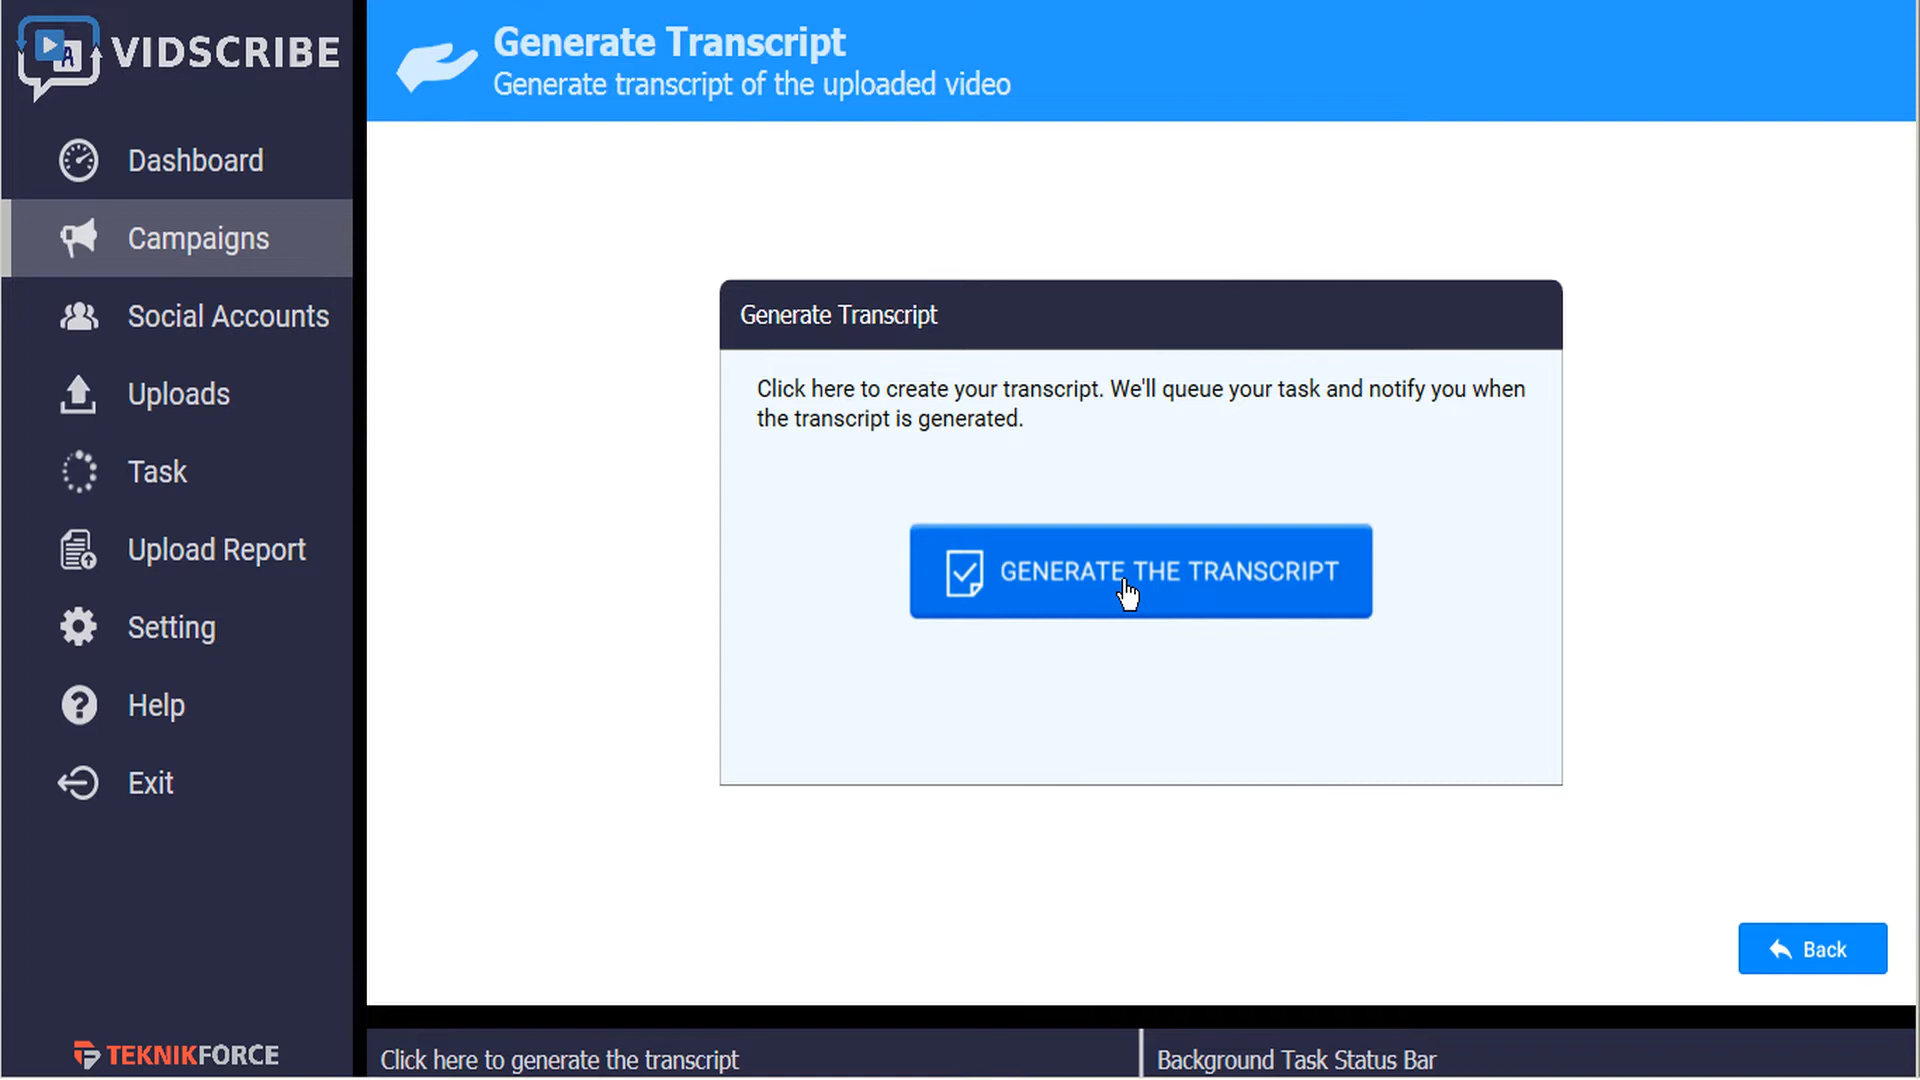 VIDSCRIBE
Dashboard
Campaigns
Social Accounts
Uploads
Task
Upload Report
Setting
Help
Exit
TEKNIKFORCE
Generate Transcript
Generate transcript of the uploaded video
Generate Transcript
Click here to create your transcript. We'll queue your task and notify you when
the transcript is generated.
GENERATE THE TRANSCRIPT
Back
Click here to generate the transcript
Background Task Status Bar